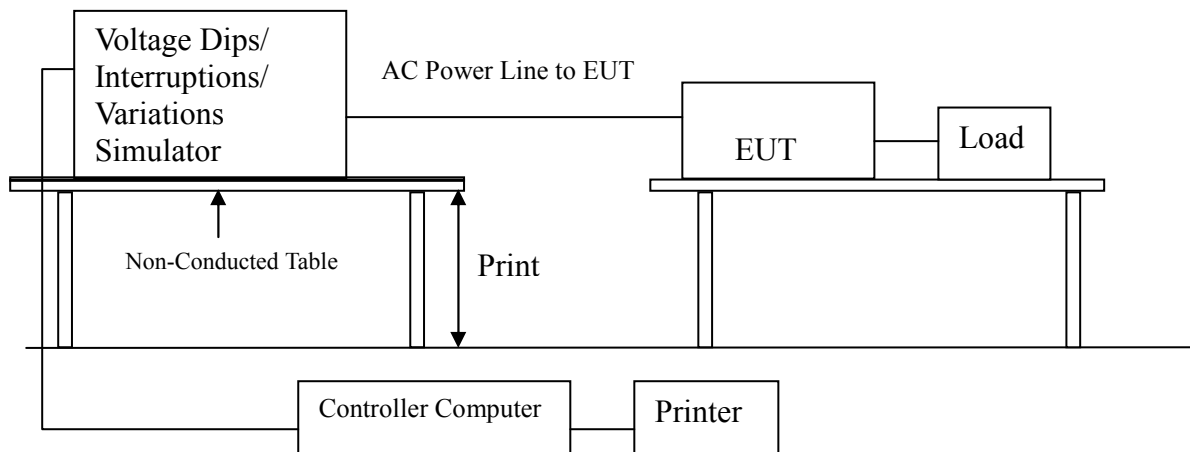 Voltage Dips/
Interruptions/
Variations
Simulator
AC Power Line to EUT
EUT
Load
Non-Conducted Table
Print
Controller Computer
Printer